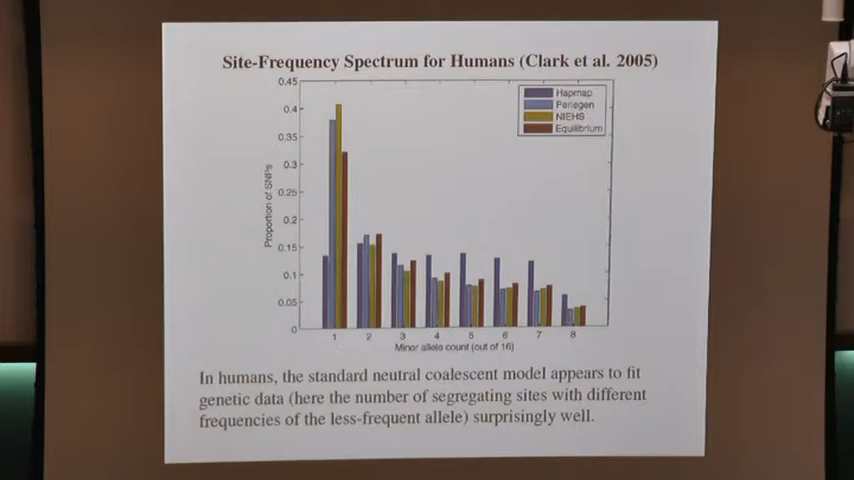 Site-Frequency Spectrum for Humans (Clark et al. 2005)
0.45
0.4
0.35
0.3
0.25
0.2
0.15
0.1
0.05
0
Proportion of SNPs
Hapmap
Perlegen
NIEHS
Equilibrium
1 2 3 4 5 6 7 8
Minor allele count (out of 16)
In humans, the standard neutral coalescent model appears to fit
genetic data (here the number of segregating sites with different
frequencies of the less-frequent allele) surprisingly well.